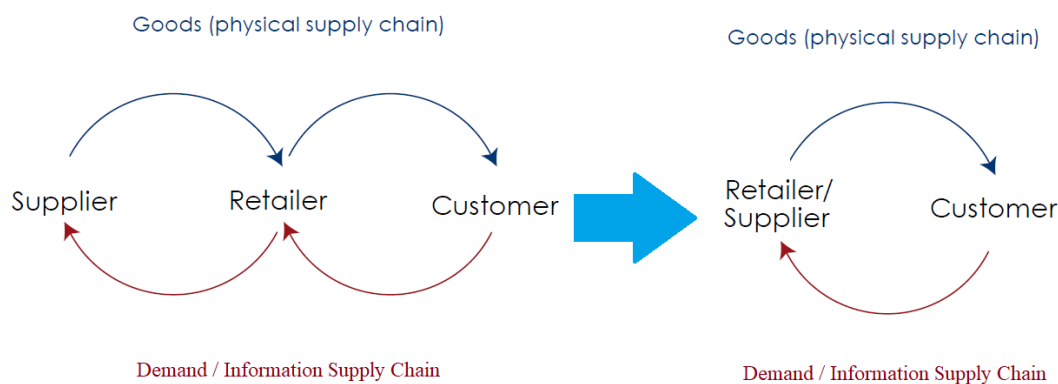 Goods (physical supply chain)
Supplier
Retailer
Customer
Demand / Information Supply Chain
Goods (physical supply chain)
Retailer/
Supplier
Customer
Demand / Information Supply Chain